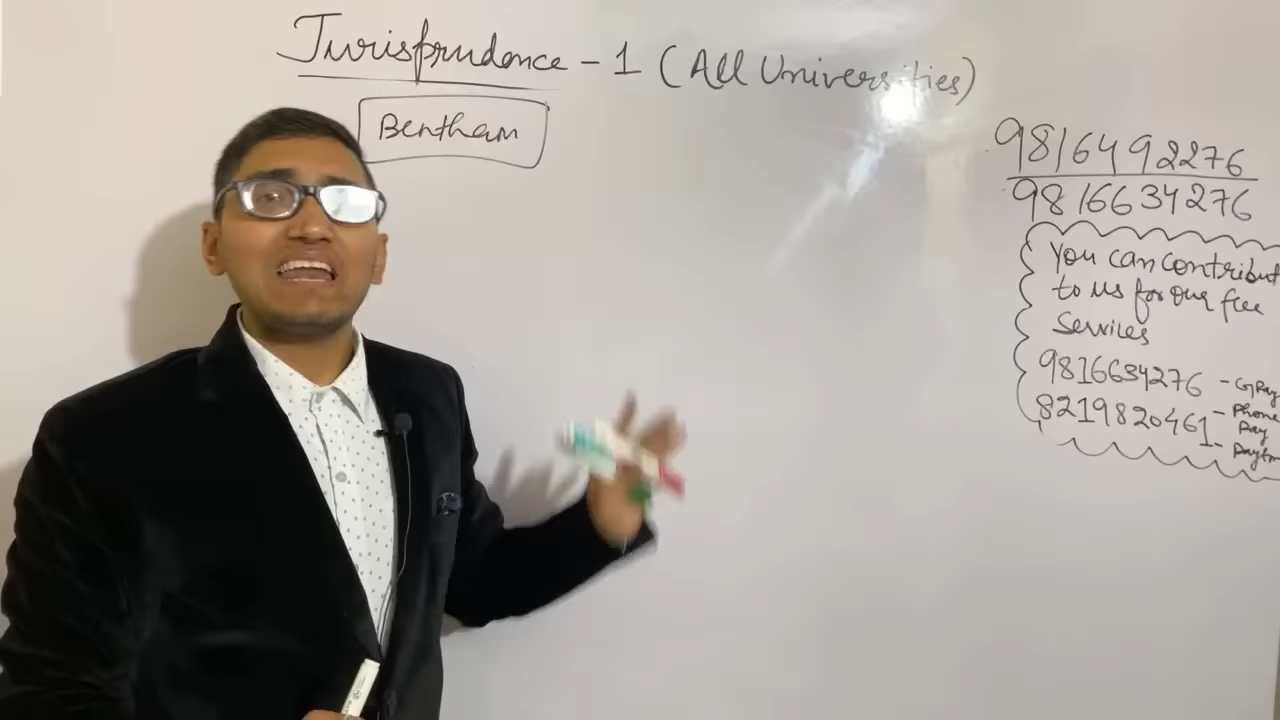 Jurisprudence - 1 (All Universities)
Bentham
9816492276
9816634276
You can contribut
to us for our free
Services
9816634276 - GPay
8219820461 - Phone
Pay
- Paytm